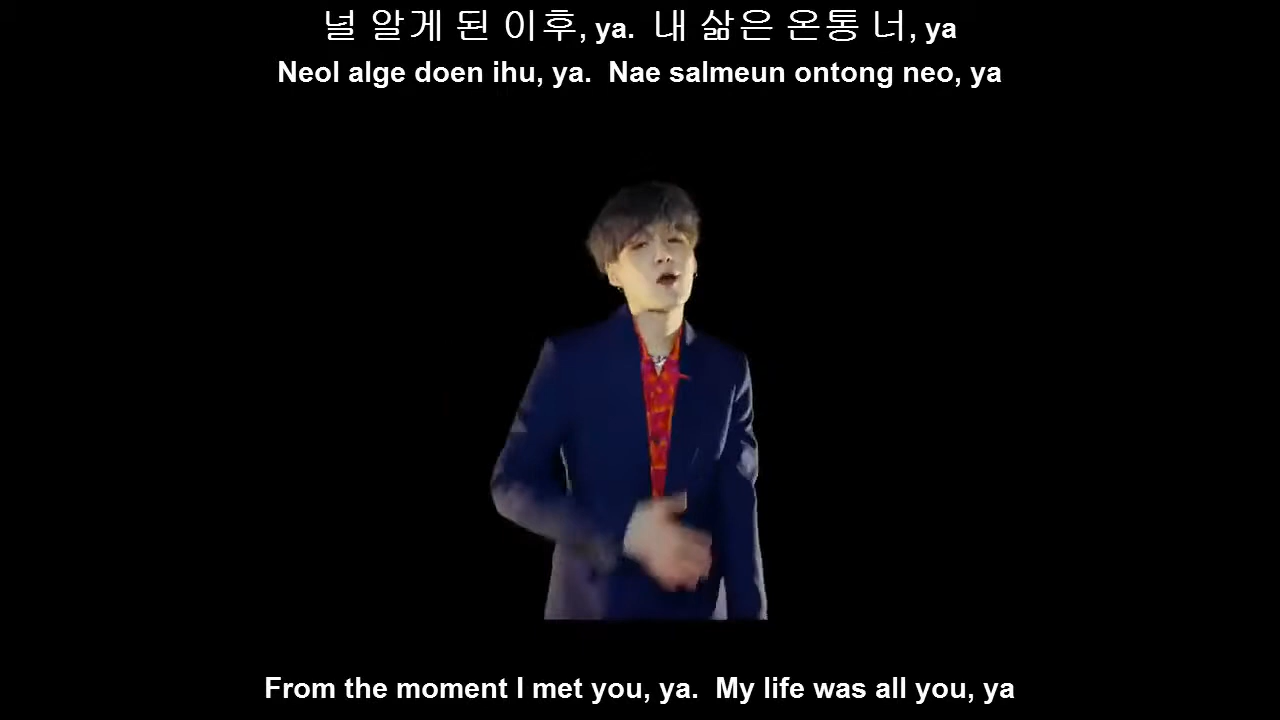 널 알게 된 이후, ya.  내 삶은 온통 너, ya
Neol alge doen ihu, ya.  Nae salmeun ontong neo, ya
From the moment I met you, ya.  My life was all you, ya